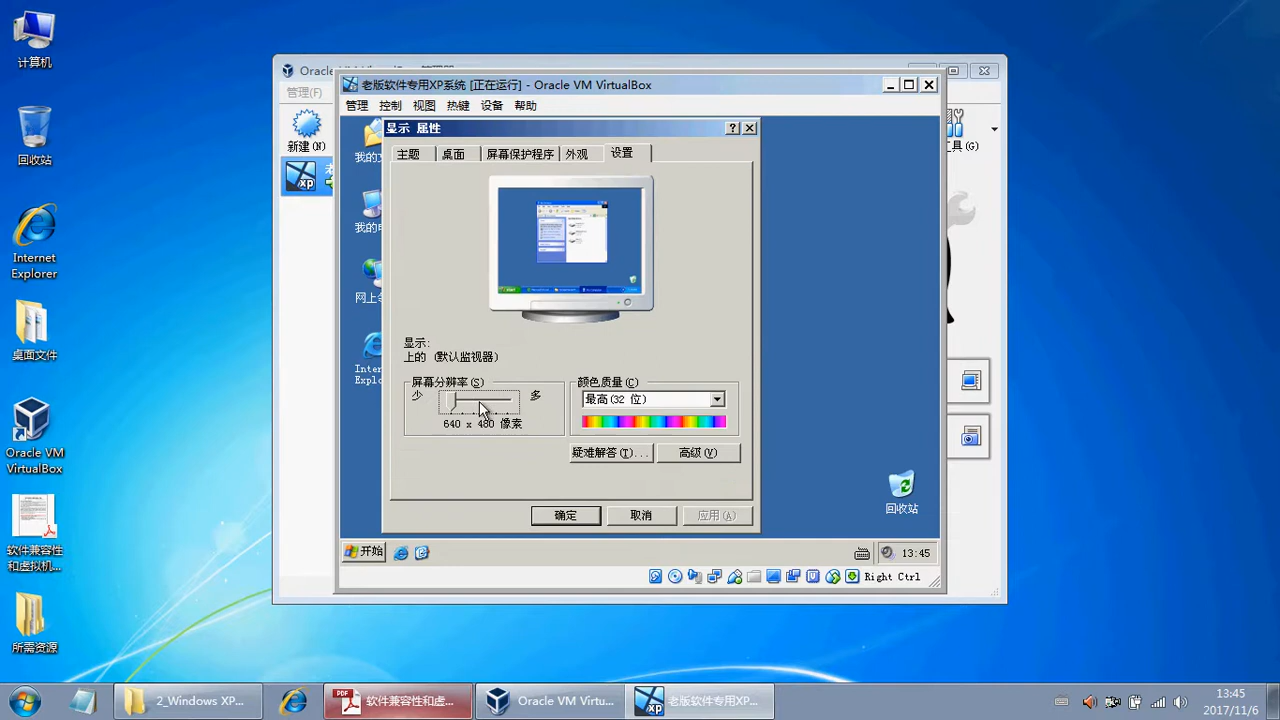 计算机
回收站
Internet
Explorer
桌面文件
Oracle VM
VirtualBox
软件兼容性
和虚拟机...
所需资源
Oracle
管理(F)
新建(N)
具(G)
老版软件专用XP系统 [正在运行] - Oracle VM VirtualBox
管理 控制 视图 热键 设备 帮助
我的
我的
网上
Inter
Explo
显示 属性
主题 桌面 屏幕保护程序 外观 设置
显示:
上的 (默认监视器)
屏幕分辨率(S)
少 多
640 x 480 像素
颜色质量(C)
最高(32 位)
疑难解答(T)... 高级(V)
确定 取消 应用(A)
回收站
开始 13:45
Right Ctrl
2_Windows XP...
软件兼容性和虚...
Oracle VM Virtu...
老版软件专用XP...
13:45
2017/11/6